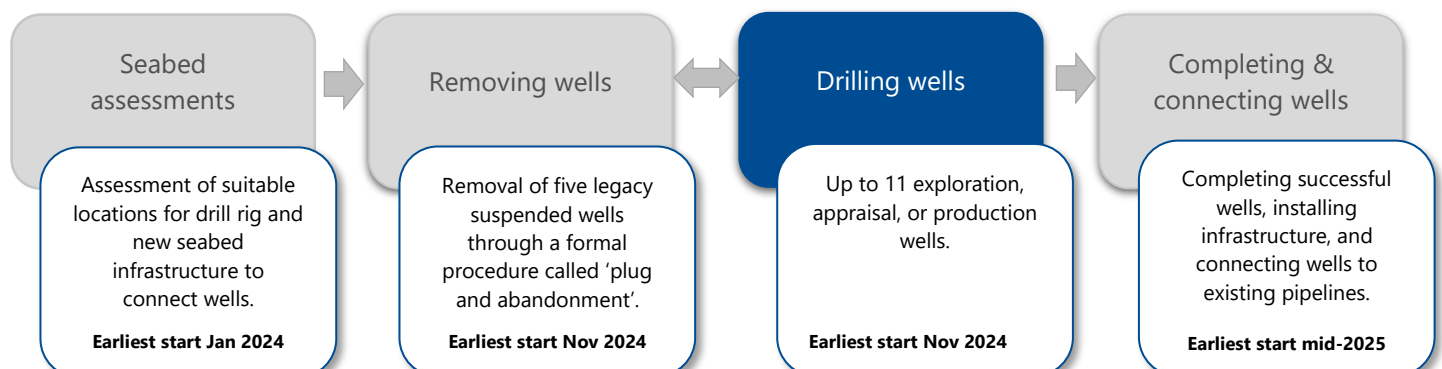 Seabed
assessments
Assessment of suitable
locations for drill rig and
new seabed
infrastructure to
connect wells.
Earliest start Jan 2024
Removing wells
Removal of five legacy
suspended wells
through a formal
procedure called ‘plug
and abandonment’.
Earliest start Nov 2024
Drilling wells
Up to 11 exploration,
appraisal, or production
wells.
Earliest start Nov 2024
Completing &
connecting wells
Completing successful
wells, installing
infrastructure, and
connecting wells to
existing pipelines.
Earliest start mid-2025